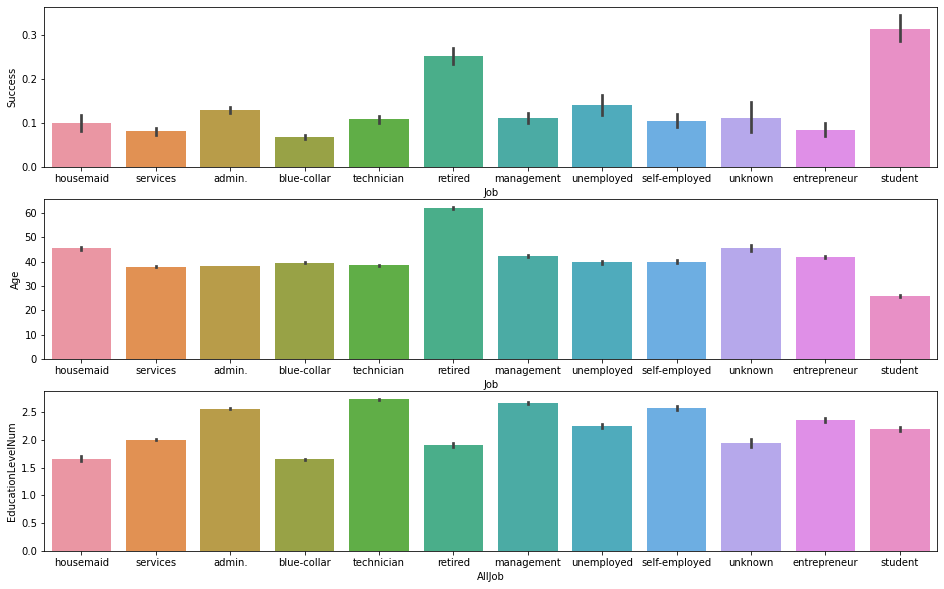 Success
0.3
0.2
0.1
0.0
housemaid services admin. blue-collar technician retired management unemployed self-employed unknown entrepreneur student
Job
Age
60
50
40
30
20
10
0
housemaid services admin. blue-collar technician retired management unemployed self-employed unknown entrepreneur student
Job
EducationLevelNum
2.5
2.0
1.5
1.0
0.5
0.0
housemaid services admin. blue-collar technician retired management unemployed self-employed unknown entrepreneur student
AllJob